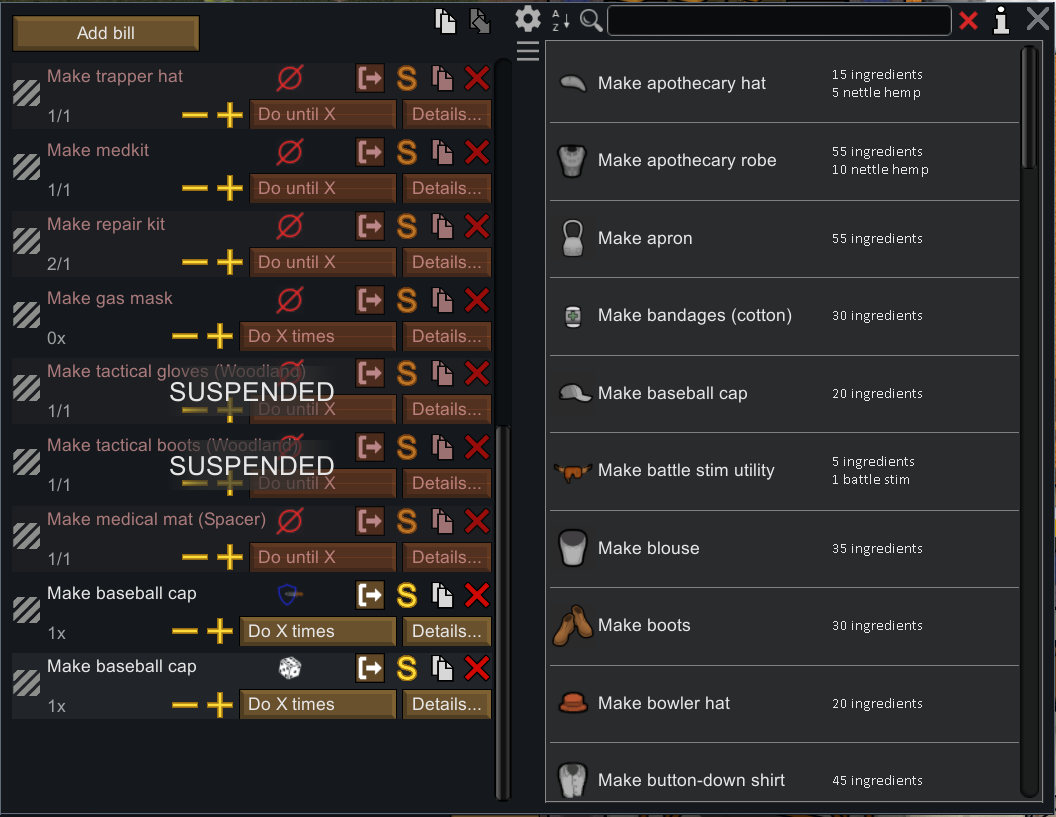 Add bill
Make trapper hat
S
1/1
Do until X
Details...
Make medkit
S
1/1
Do until X
Details...
Make repair kit
S
2/1
Do until X
Details...
Make gas mask
S
0x
Do X times
Details...
Make tactical gloves (Woodland)
S
SUSPENDED
1/1
Do until X
Details...
Make tactical boots (Woodland)
S
SUSPENDED
1/1
Do until X
Details...
Make medical mat (Spacer)
S
1/1
Do until X
Details...
Make baseball cap
S
1x
Do X times
Details...
Make baseball cap
S
1x
Do X times
Details...
A
Z
Make apothecary hat
15 ingredients
5 nettle hemp
Make apothecary robe
55 ingredients
10 nettle hemp
Make apron
55 ingredients
Make bandages (cotton)
30 ingredients
Make baseball cap
20 ingredients
Make battle stim utility
5 ingredients
1 battle stim
Make blouse
35 ingredients
Make boots
30 ingredients
Make bowler hat
20 ingredients
Make button-down shirt
45 ingredients